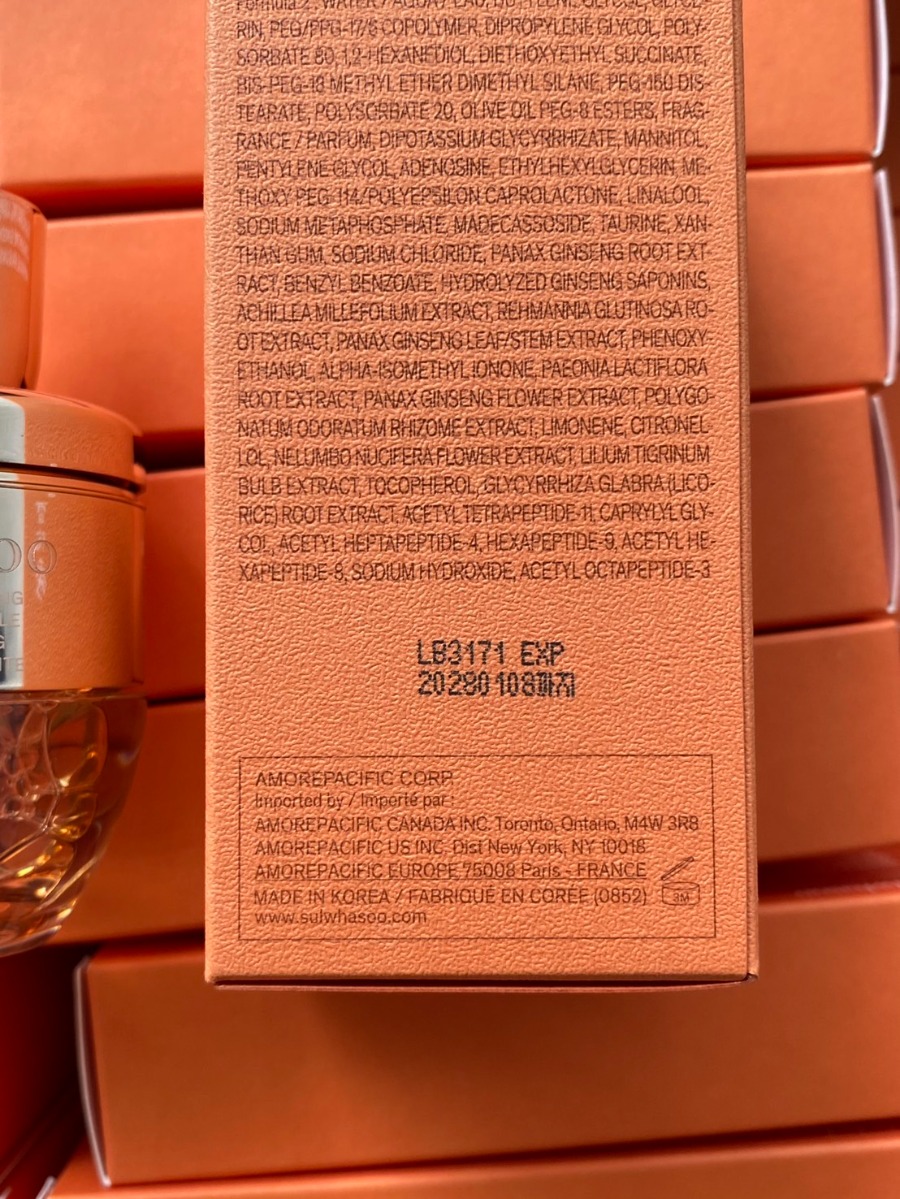 Formula 2. WATER / AQUA / EAU, BUTYLENE GLYCOL, GLYCE-
RIN, PEG/PPG-17/6 COPOLYMER, DIPROPYLENE GLYCOL, POLY-
SORBATE 80, 1,2-HEXANEDIOL, DIETHOXYETHYL SUCCINATE,
BIS-PEG-18 METHYL ETHER DIMETHYL SILANE, PEG-150 DIS-
TEARATE, POLYSORBATE 20, OLIVE OIL PEG-8 ESTERS, FRAG-
RANCE / PARFUM, DIPOTASSIUM GLYCYRRHIZATE, MANNITOL,
PENTYLENE GLYCOL, ADENOSINE, ETHYLHEXYLGLYCERIN, ME-
THOXY PEG-114/POLYEPSILON CAPROLACTONE, LINALOOL,
SODIUM METAPHOSPHATE, MADECASSOSIDE, TAURINE, XAN-
THAN GUM, SODIUM CHLORIDE, PANAX GINSENG ROOT EXT
RACT, BENZYL BENZOATE, HYDROLYZED GINSENG SAPONINS,
ACHILLEA MILLEFOLIUM EXTRACT, REHMANNIA GLUTINOSA RO-
OT EXTRACT, PANAX GINSENG LEAF/STEM EXTRACT, PHENOXY
ETHANOL, ALPHA-ISOMETHYL IONONE, PAEONIA LACTIFLORA
ROOT EXTRACT, PANAX GINSENG FLOWER EXTRACT, POLYGO
NATUM ODORATUM RHIZOME EXTRACT, LIMONENE, CITRONEL
LOL, NELUMBO NUCIFERA FLOWER EXTRACT, LILIUM TIGRINUM
BULB EXTRACT, TOCOPHEROL, GLYCYRRHIZA GLABRA (LICO-
RICE) ROOT EXTRACT, ACETYL TETRAPEPTIDE-11, CAPRYLYL GLY-
COL, ACETYL HEPTAPEPTIDE-4, HEXAPEPTIDE-9, ACETYL HE-
XAPEPTIDE-8, SODIUM HYDROXIDE, ACETYL OCTAPEPTIDE-3
LB3171 EXP
20280108까지
AMOREPACIFIC CORP.
Imported by / Importé par :
AMOREPACIFIC CANADA INC. Toronto, Ontario, M4W 3R8
AMOREPACIFIC US INC. Dist New York, NY 10018
AMOREPACIFIC EUROPE 75008 Paris - FRANCE
MADE IN KOREA / FABRIQUÉ EN CORÉE (0852)
3M
www.sulwhasoo.com